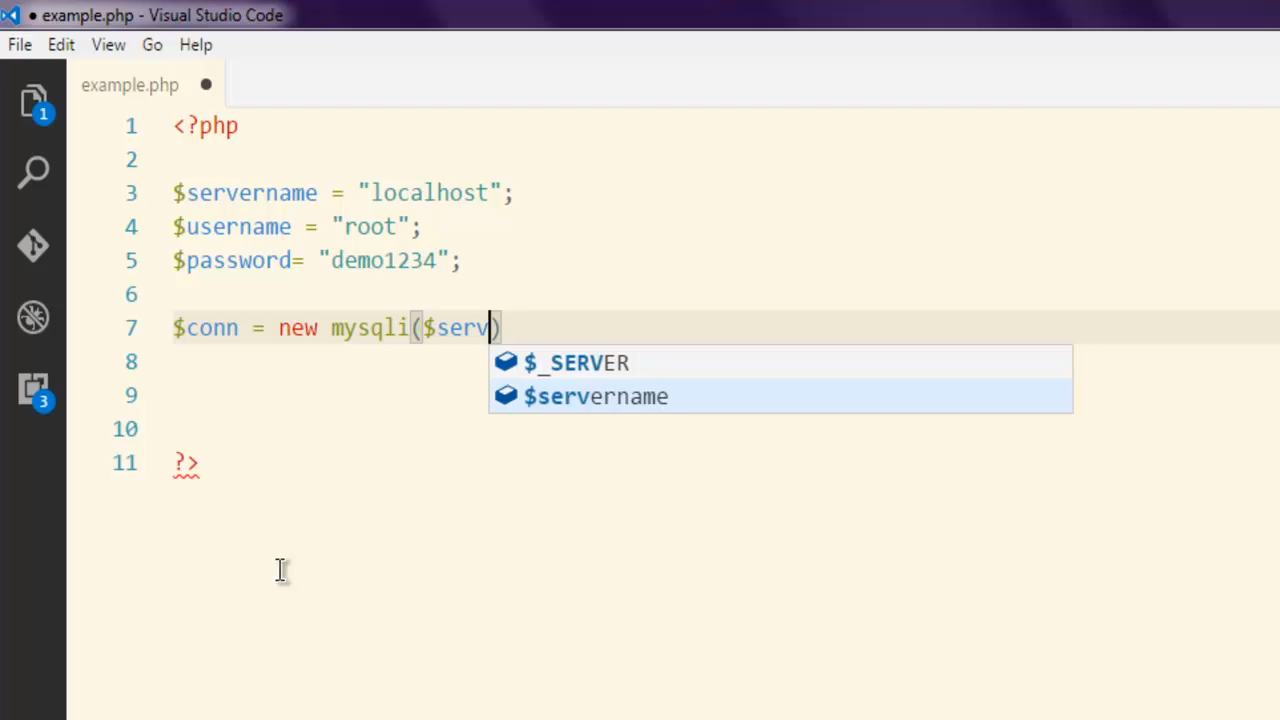 ● example.php - Visual Studio Code
File Edit View Go Help
example.php ●
1 <?php
2
3 $servername = "localhost";
4 $username = "root";
5 $password= "demo1234";
6
7 $conn = new mysqli($serv)
8 $_SERVER
9 $servername
10
11 ?>
1
3